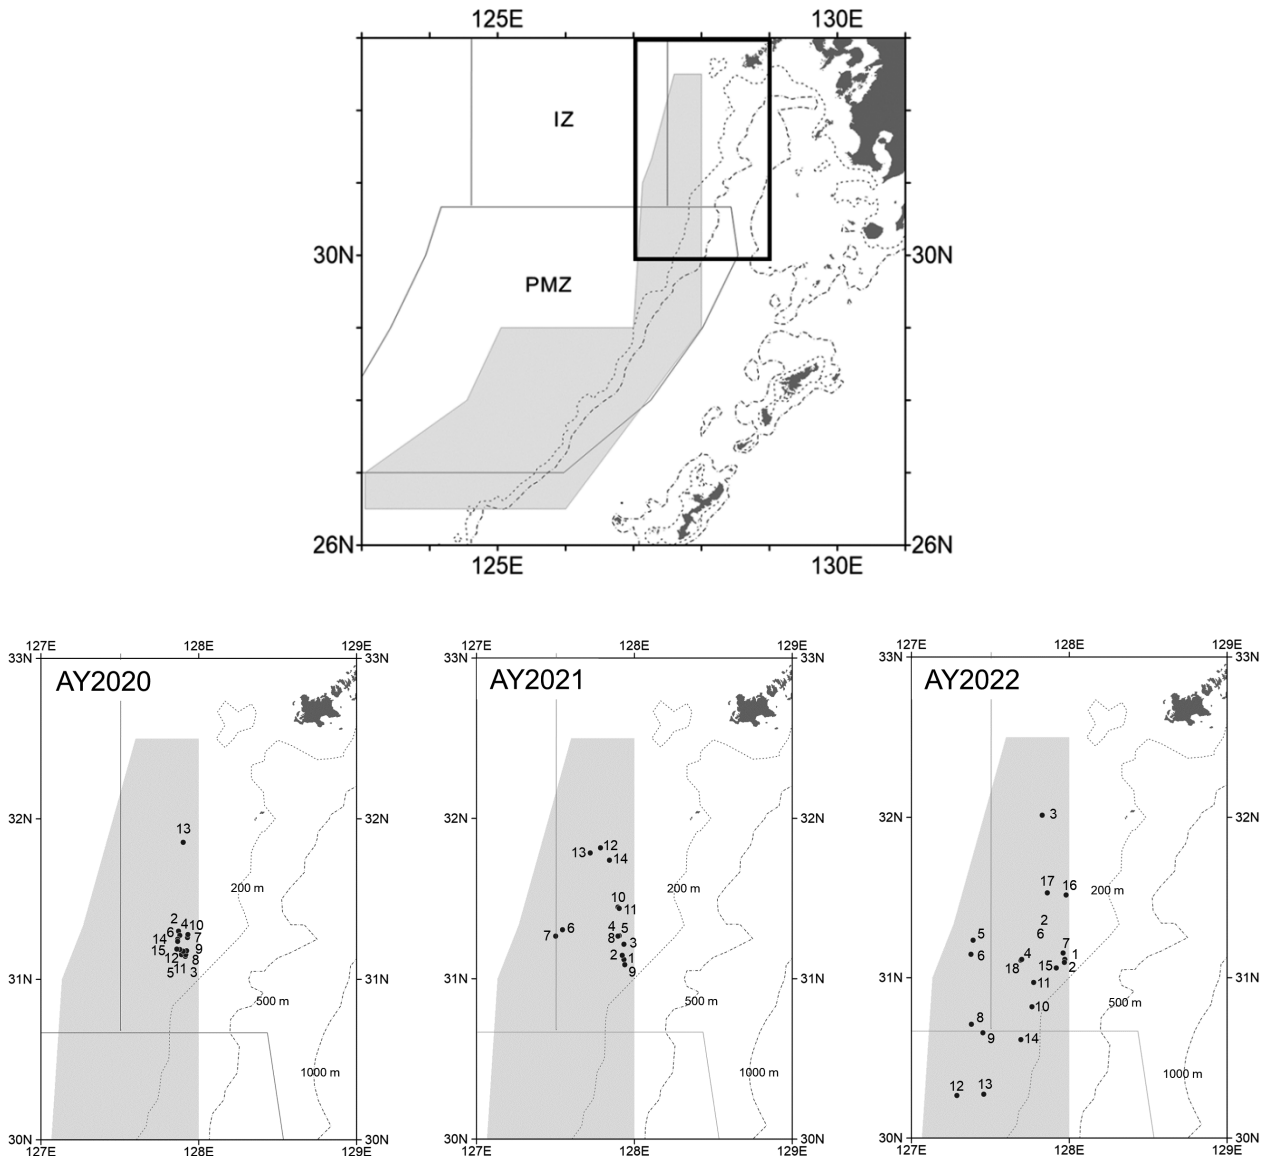 125E 130E
IZ
30N 30N
PMZ
26N 26N
125E 130E
127E 128E 129E 127E 128E 129E 127E 128E 129E
33N 33N 33N 33N 33N 33N
AY2020 AY2021 AY2022
32N 32N 32N 32N 32N 32N
13
2 4 10
6 7
14
15 9
12 8
11
5 3
12
13 14
10
11
4 5
8
6
7
3
2 1
9
3
17 16
2
6
5
7
6 4 1
18 15 2
11
10
8
9 14
12 13
200 m 200 m 200 m
31N 31N 31N 31N 31N 31N
500 m 500 m 500 m
1000 m 1000 m 1000 m
30N 30N 30N 30N 30N 30N
127E 128E 129E 127E 128E 129E 127E 128E 129E